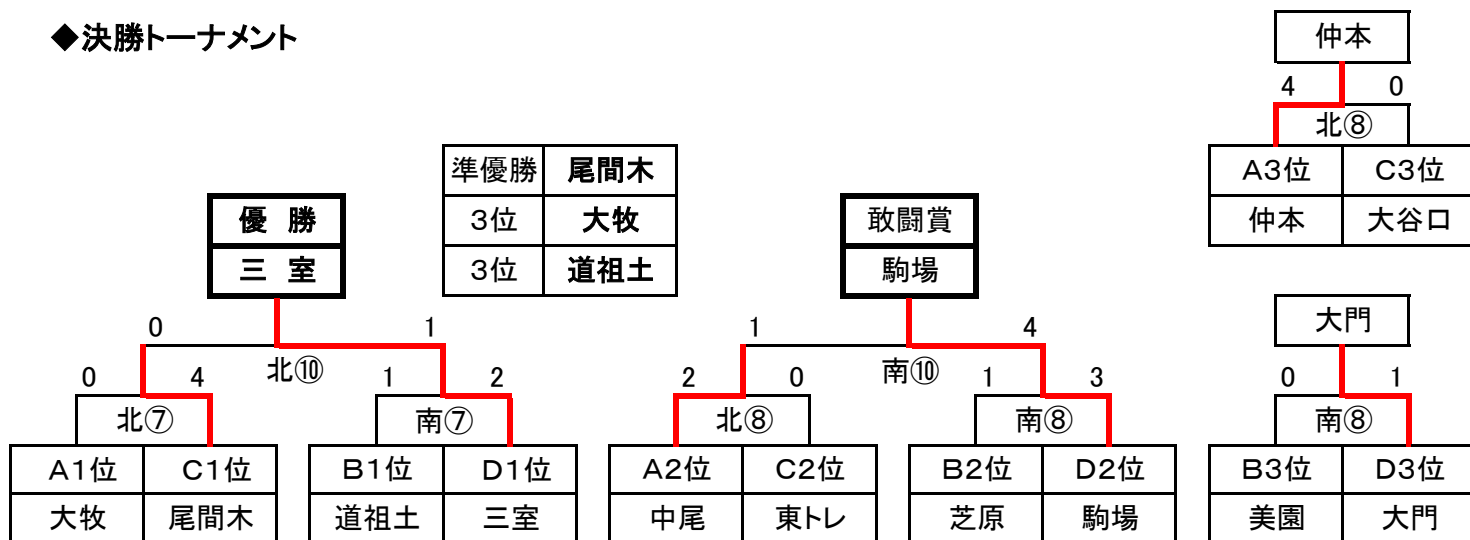 ◆決勝トーナメント
仲本
4 0
北⑧
A3位 C3位
仲本 大谷口
準優勝 尾間木
3位 大牧
3位 道祖土
優 勝
三 室
敢闘賞
駒場
大門
0 1
北⑩
1 4
南⑩
0 4
北⑦
1 2
南⑦
2 0
北⑧
1 3
南⑧
0 1
南⑧
A1位 C1位 B1位 D1位 A2位 C2位 B2位 D2位 B3位 D3位
大牧 尾間木 道祖土 三室 中尾 東トレ 芝原 駒場 美園 大門